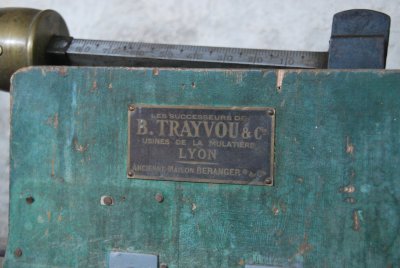 LES SUCCESSEURS DE
B. TRAYVOU & Cie
USINES DE LA MULATIÈRE
LYON
ANCIENNE MAISON BERANGER & Cie